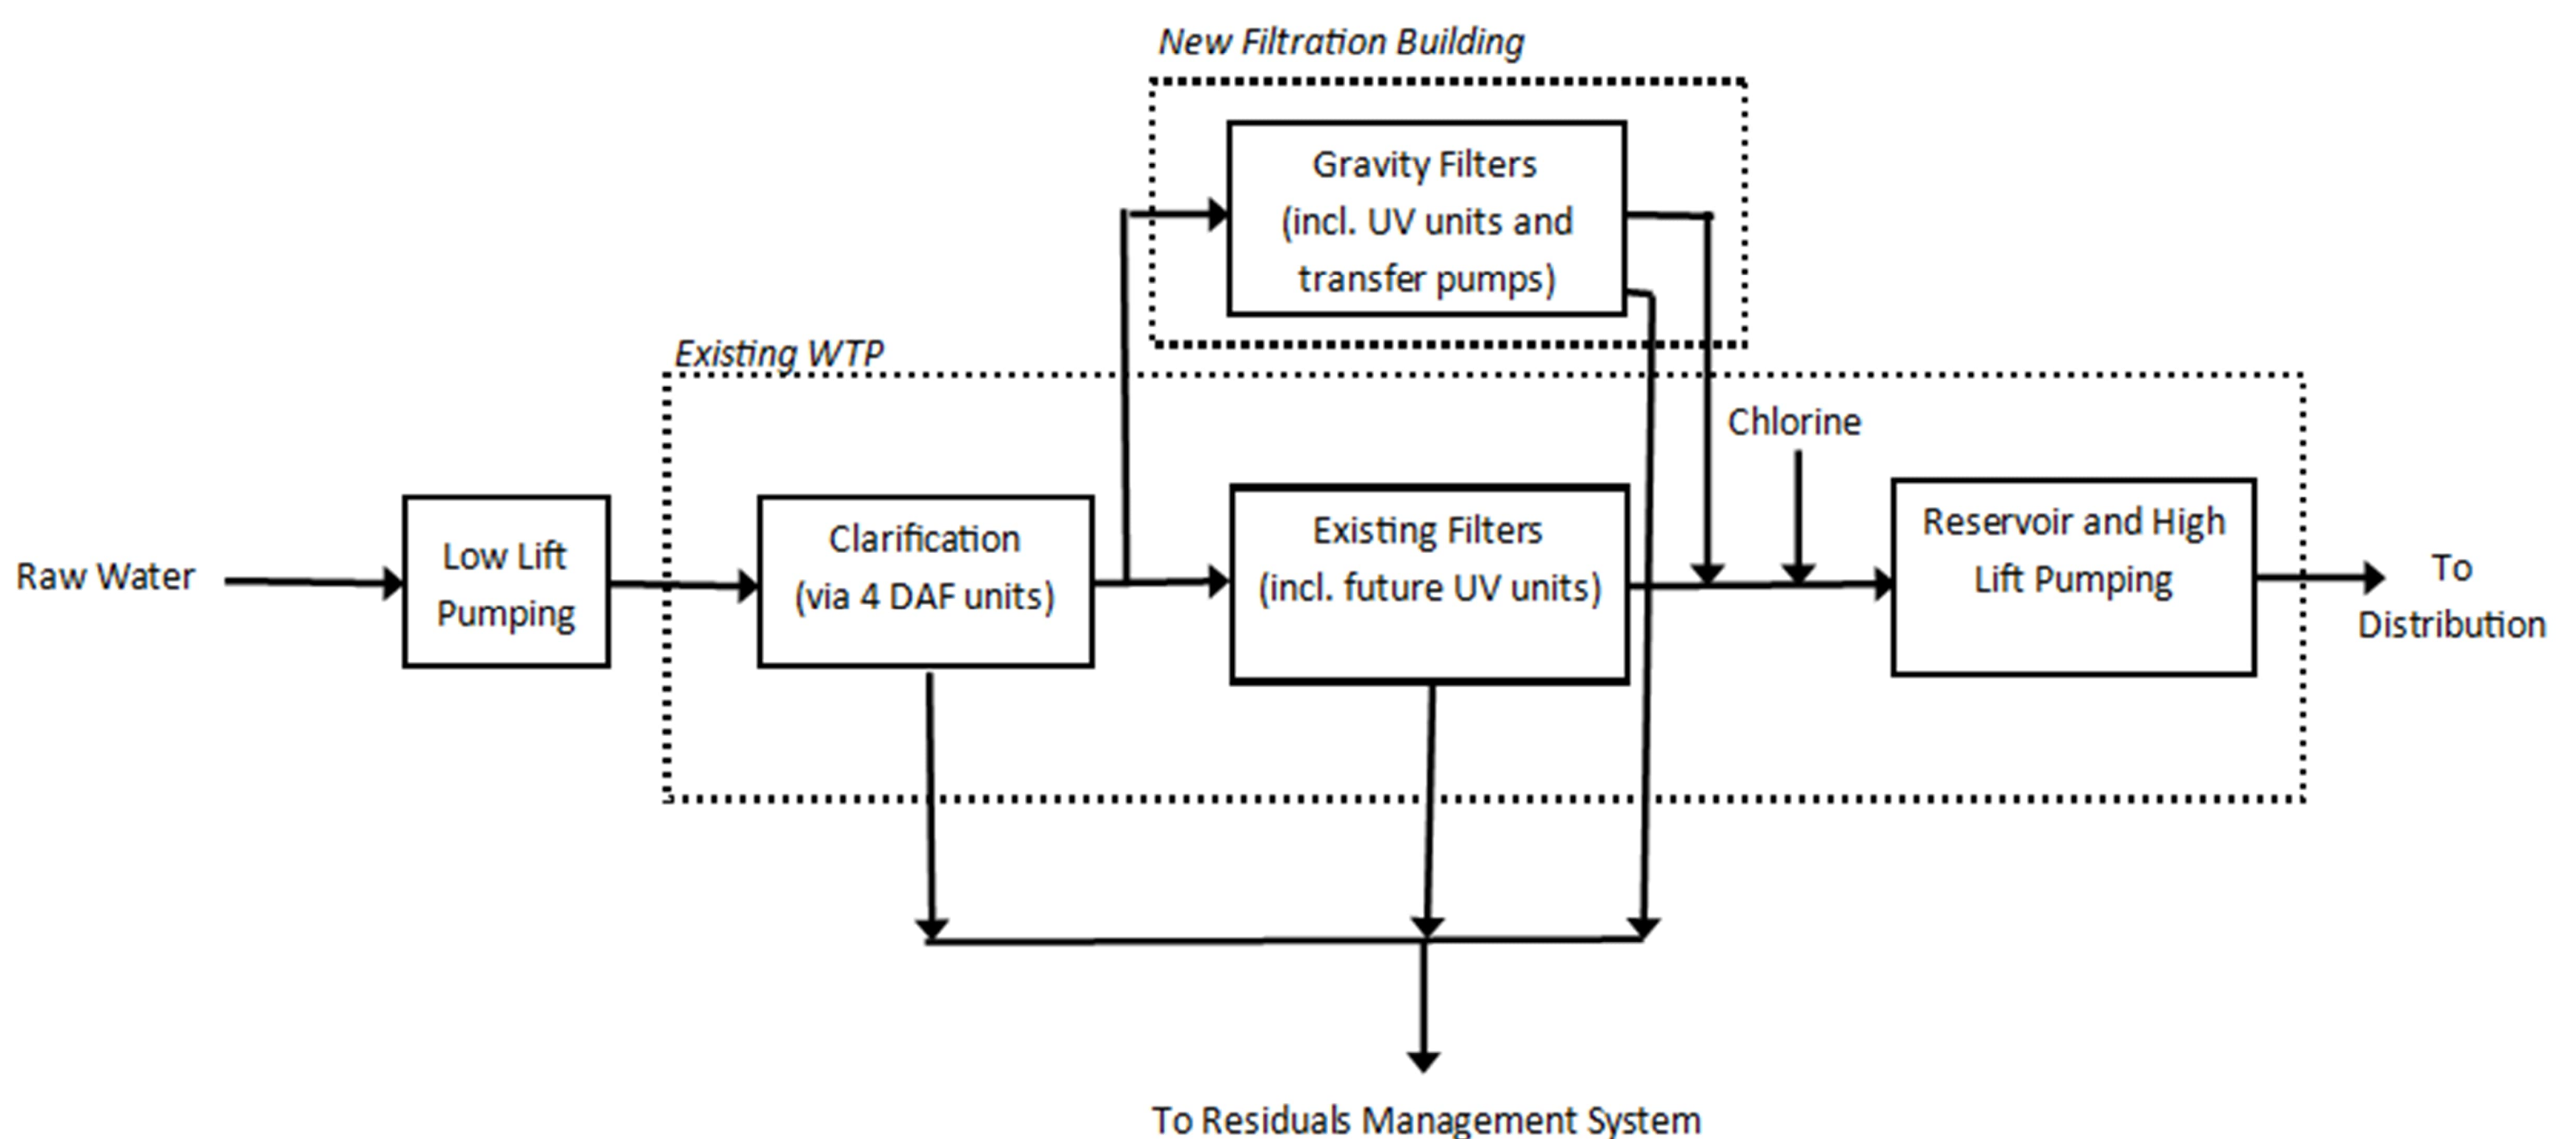 New Filtration Building
Gravity Filters
(incl. UV units and
transfer pumps)
Existing WTP
Chlorine
Raw Water
Low Lift
Pumping
Clarification
(via 4 DAF units)
Existing Filters
(incl. future UV units)
Reservoir and High
Lift Pumping
To
Distribution
To Residuals Management System